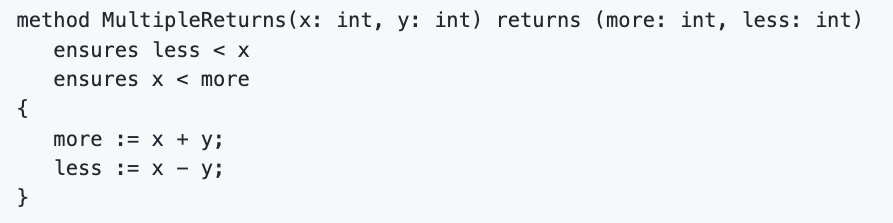 method MultipleReturns(x: int, y: int) returns (more: int, less: int)
   ensures less < x
   ensures x < more
{
   more := x + y;
   less := x - y;
}